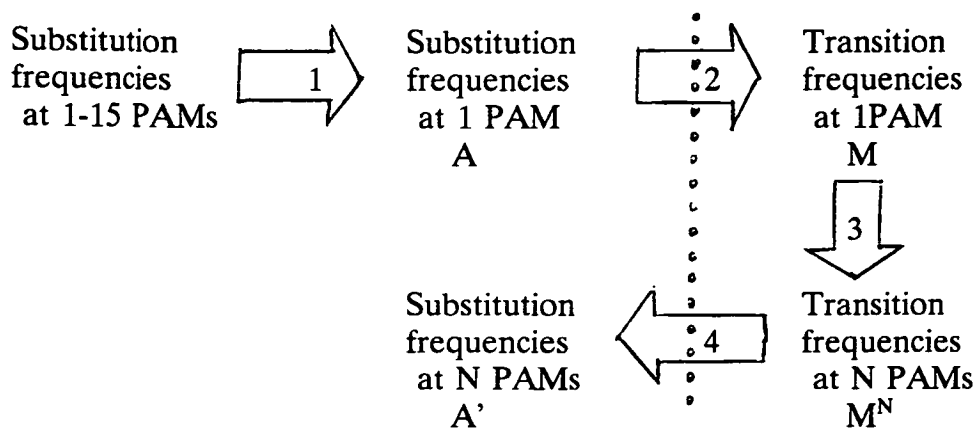 Substitution
frequencies
at 1-15 PAMs
1
Substitution
frequencies
at 1 PAM
A
2
Transition
frequencies
at 1PAM
M
3
Substitution
frequencies
at N PAMs
A'
4
Transition
frequencies
at N PAMs
M^N